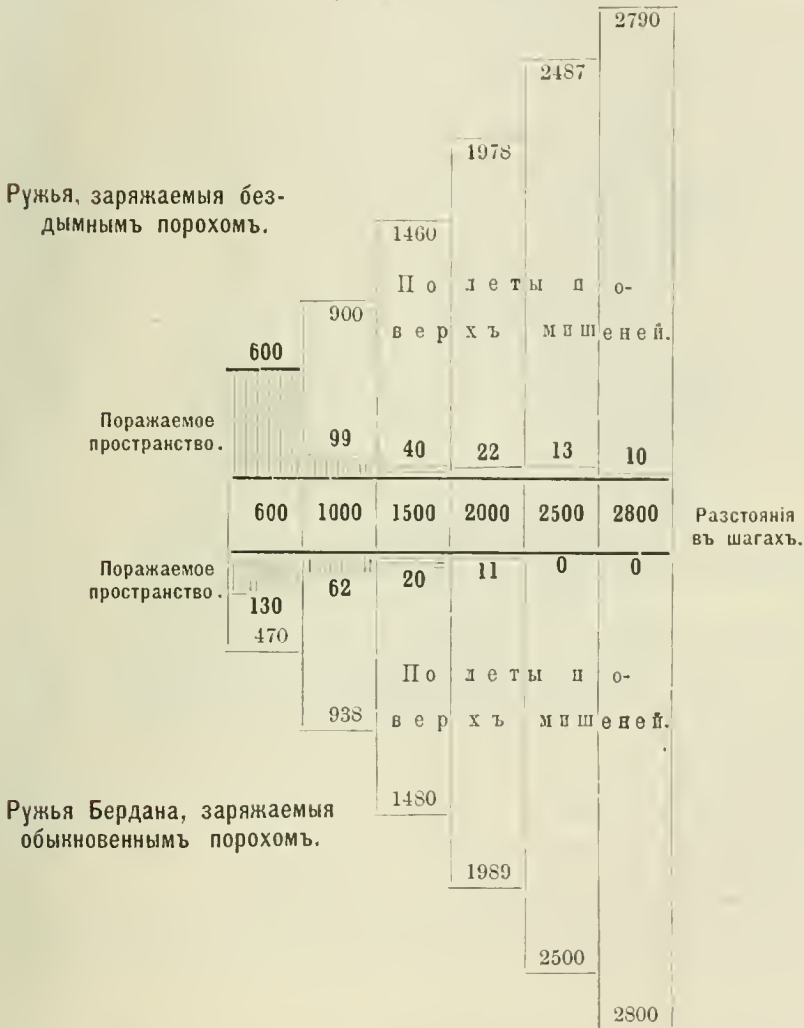 2790
2487
1978
Ружья, заряжаемыя без-
дымнымъ порохомъ.
1460
Полеты по-
верхъ мишеней.
900
600
Поражаемое
пространство.
99 40 22 13 10
600 1000 1500 2000 2500 2800
Разстоянія
въ шагахъ.
Поражаемое
пространство.
130 62 20 11 0 0
470
Полеты по-
верхъ мишеней.
938
1480
Ружья Бердана, заряжаемыя
обыкновеннымъ порохомъ.
1989
2500
2800